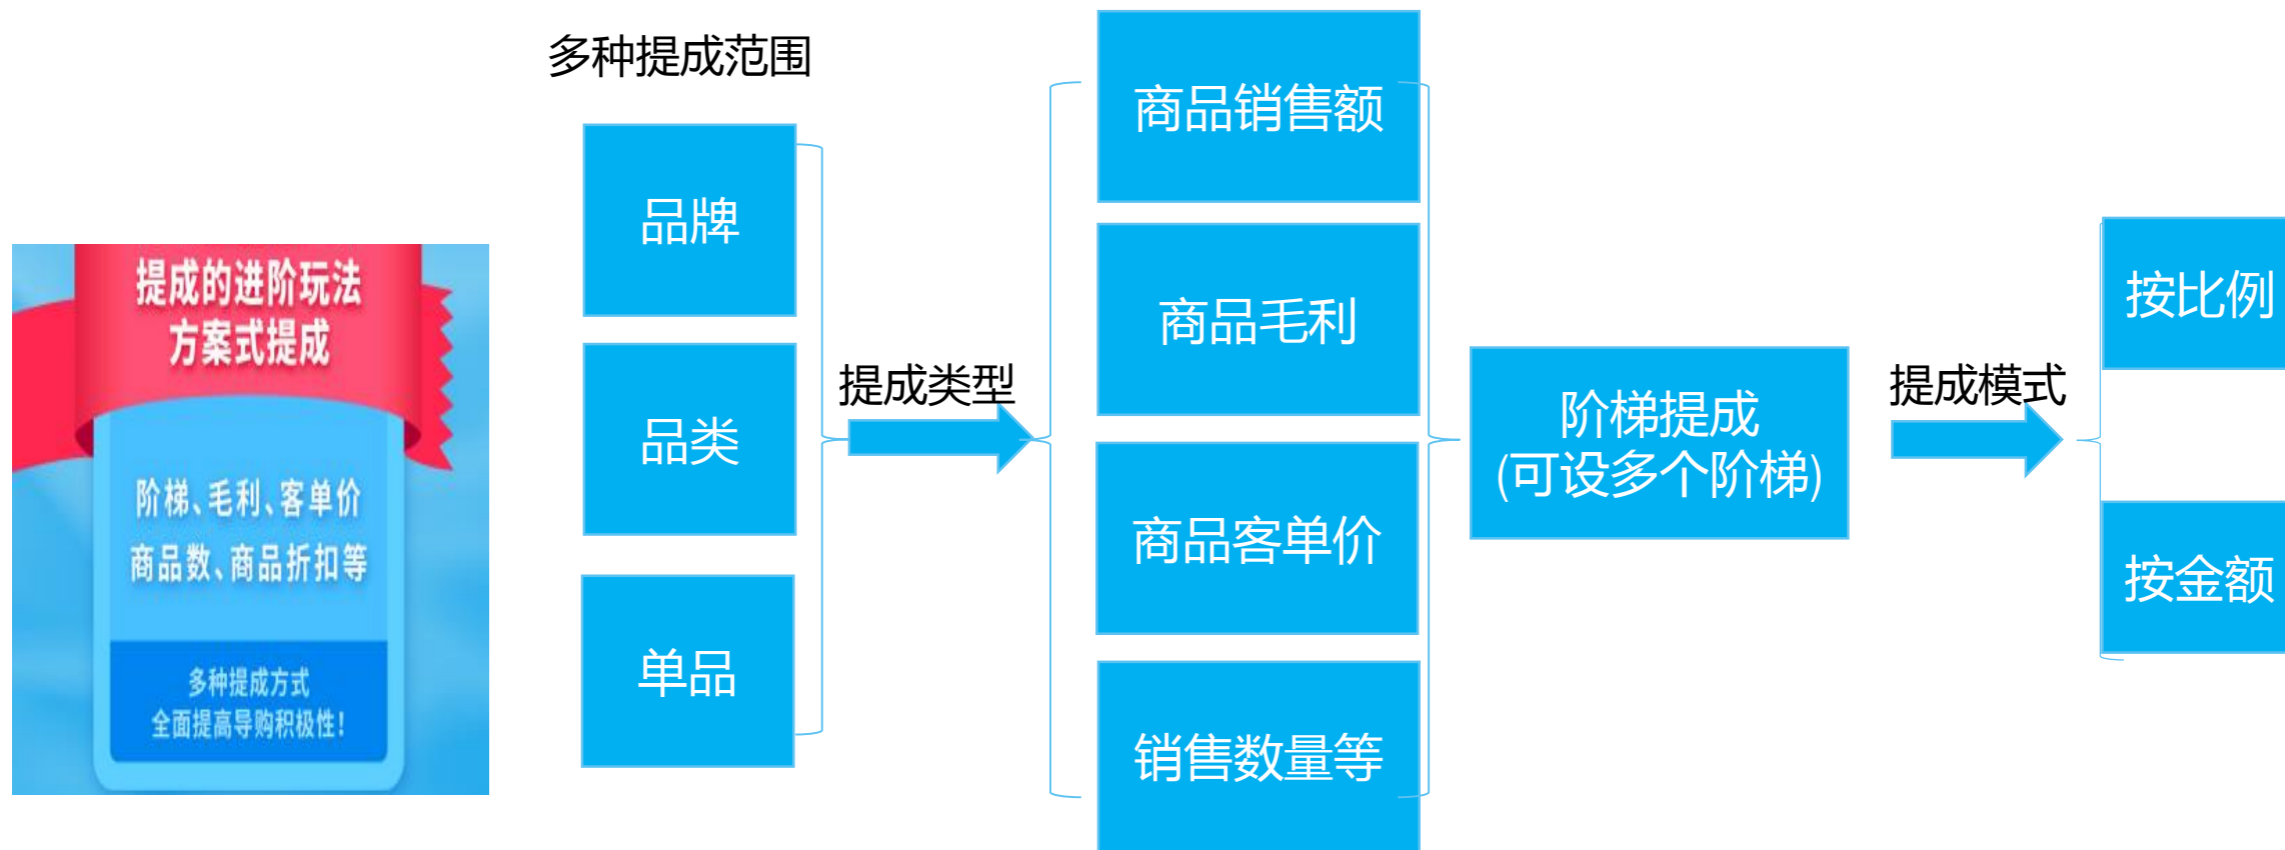 提成的进阶玩法
方案式提成
阶梯、毛利、客单价
商品数、商品折扣等
多种提成方式
全面提高导购积极性!
多种提成范围
品牌
品类
单品
提成类型
商品销售额
商品毛利
商品客单价
销售数量等
阶梯提成
(可设多个阶梯)
提成模式
按比例
按金额